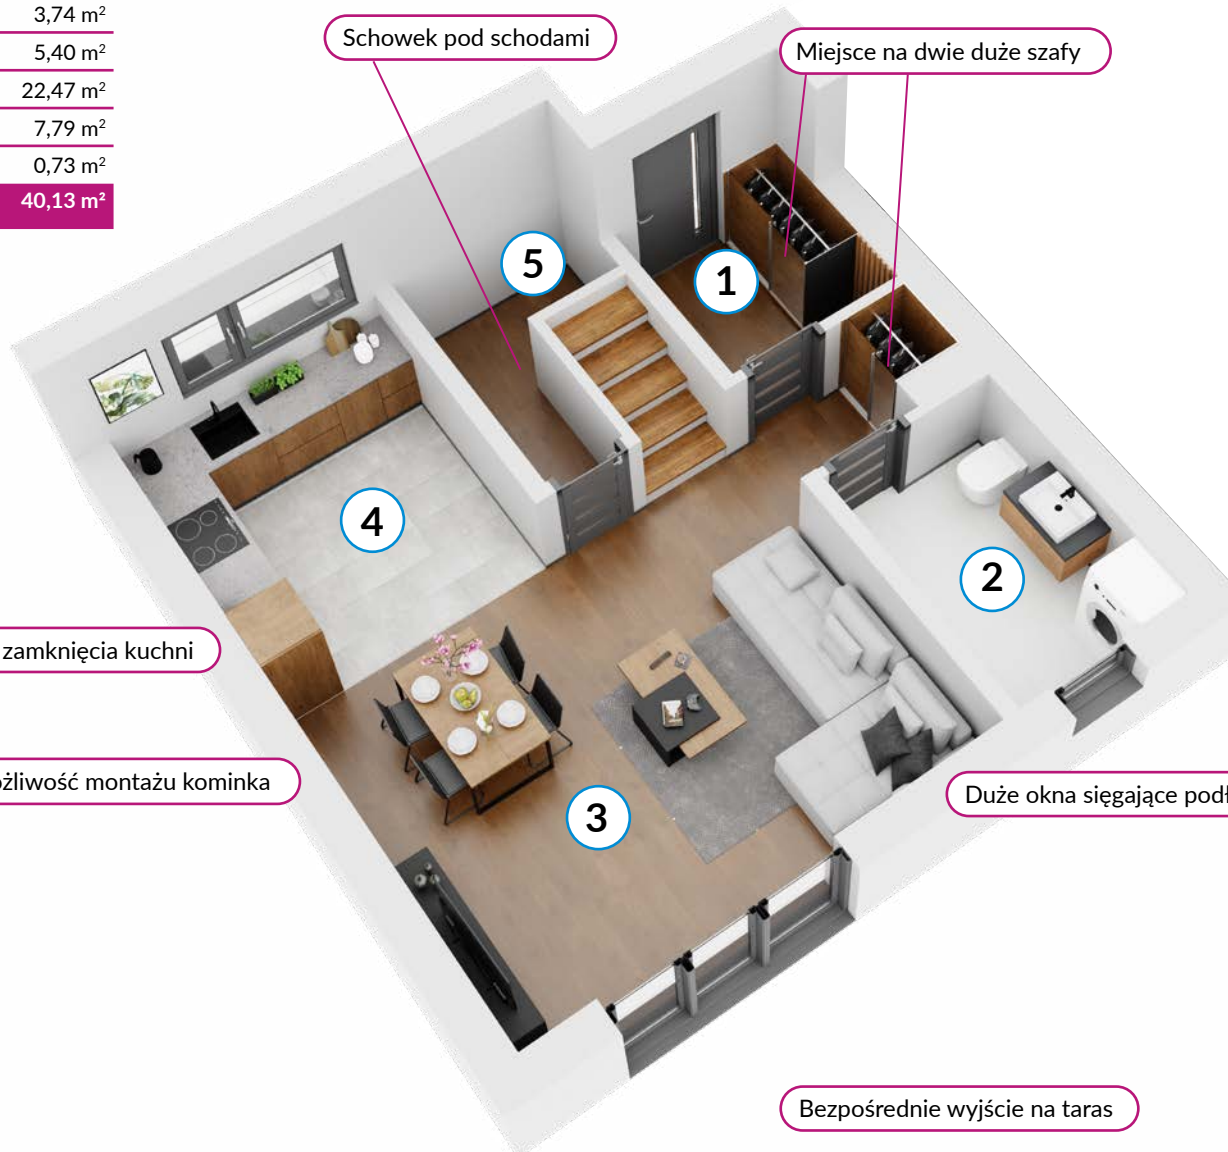 3,74 m²
5,40 m²
22,47 m²
7,79 m²
0,73 m²
40,13 m²
Schowek pod schodami
Miejsce na dwie duże szafy
5
1
4
2
zamknięcia kuchni
montażu kominka
3
Duże okna sięgające
Bezpośrednie wyjście na taras